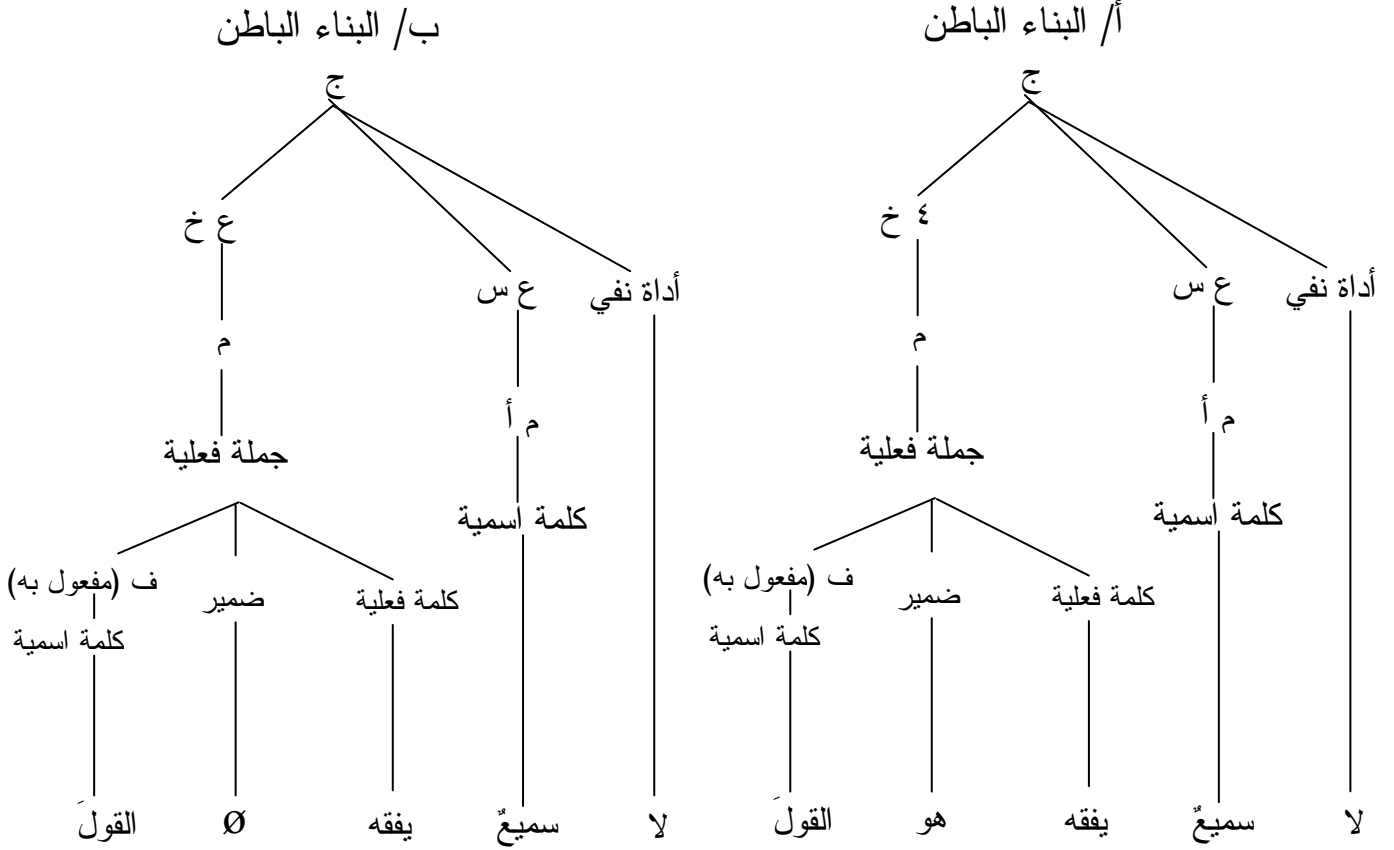 أ/ البناء الباطن
ج
٤ خ
ع س
أداة نفي
م
م أ
جملة فعلية
كلمة اسمية
ف (مفعول به)
ضمير
كلمة فعلية
كلمة اسمية
لا سميعٌ يفقه هو القولَ
ب/ البناء الباطن
ج
ع خ
ع س
أداة نفي
م
م أ
جملة فعلية
كلمة اسمية
ف (مفعول به)
ضمير
كلمة فعلية
كلمة اسمية
لا سميعٌ يفقه Ø القولَ